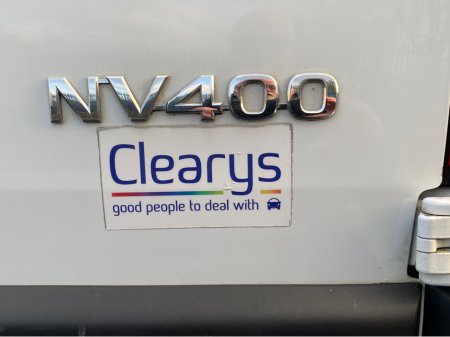 NV400
Clearys
good people to deal with